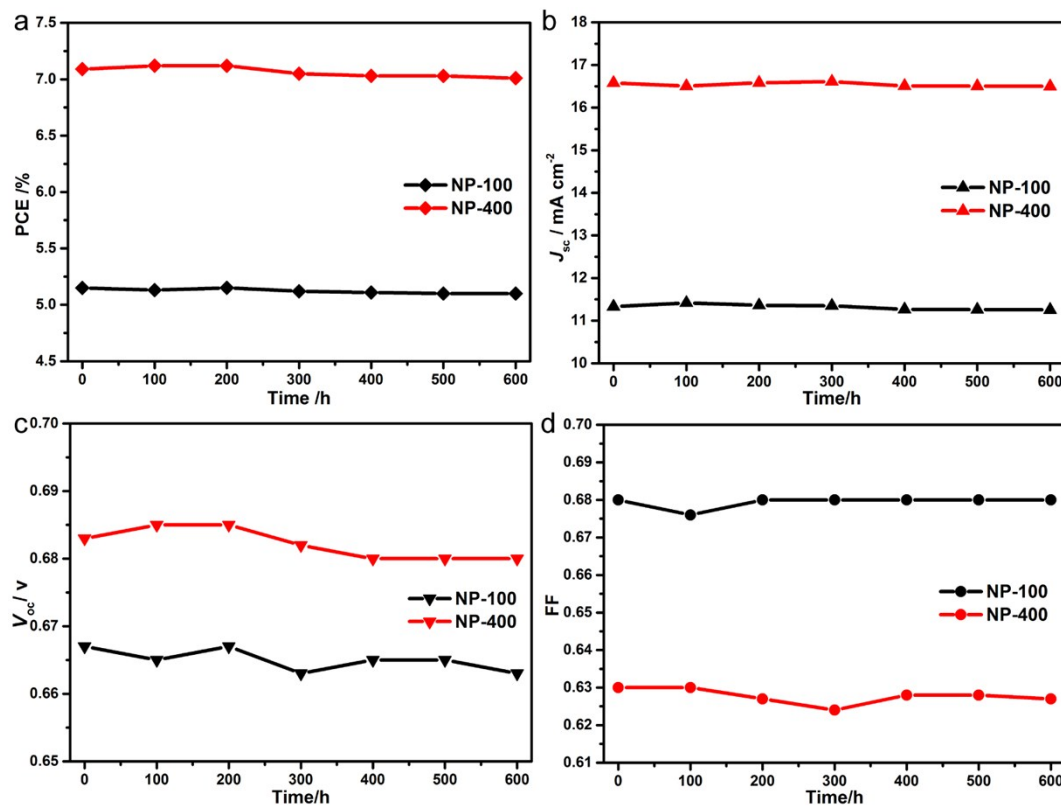 a
7.5
7.0
6.5
6.0
5.5
5.0
4.5
PCE /%
NP-100
NP-400
0 100 200 300 400 500 600
Time /h
b
18
17
16
15
14
13
12
11
10
Jsc / mA cm-2
NP-100
NP-400
0 100 200 300 400 500 600
Time/h
c
0.70
0.69
0.68
0.67
0.66
0.65
Voc/ v
NP-100
NP-400
0 100 200 300 400 500 600
Time/h
d
0.70
0.69
0.68
0.67
0.66
0.65
0.64
0.63
0.62
0.61
FF
NP-100
NP-400
0 100 200 300 400 500 600
Time/h